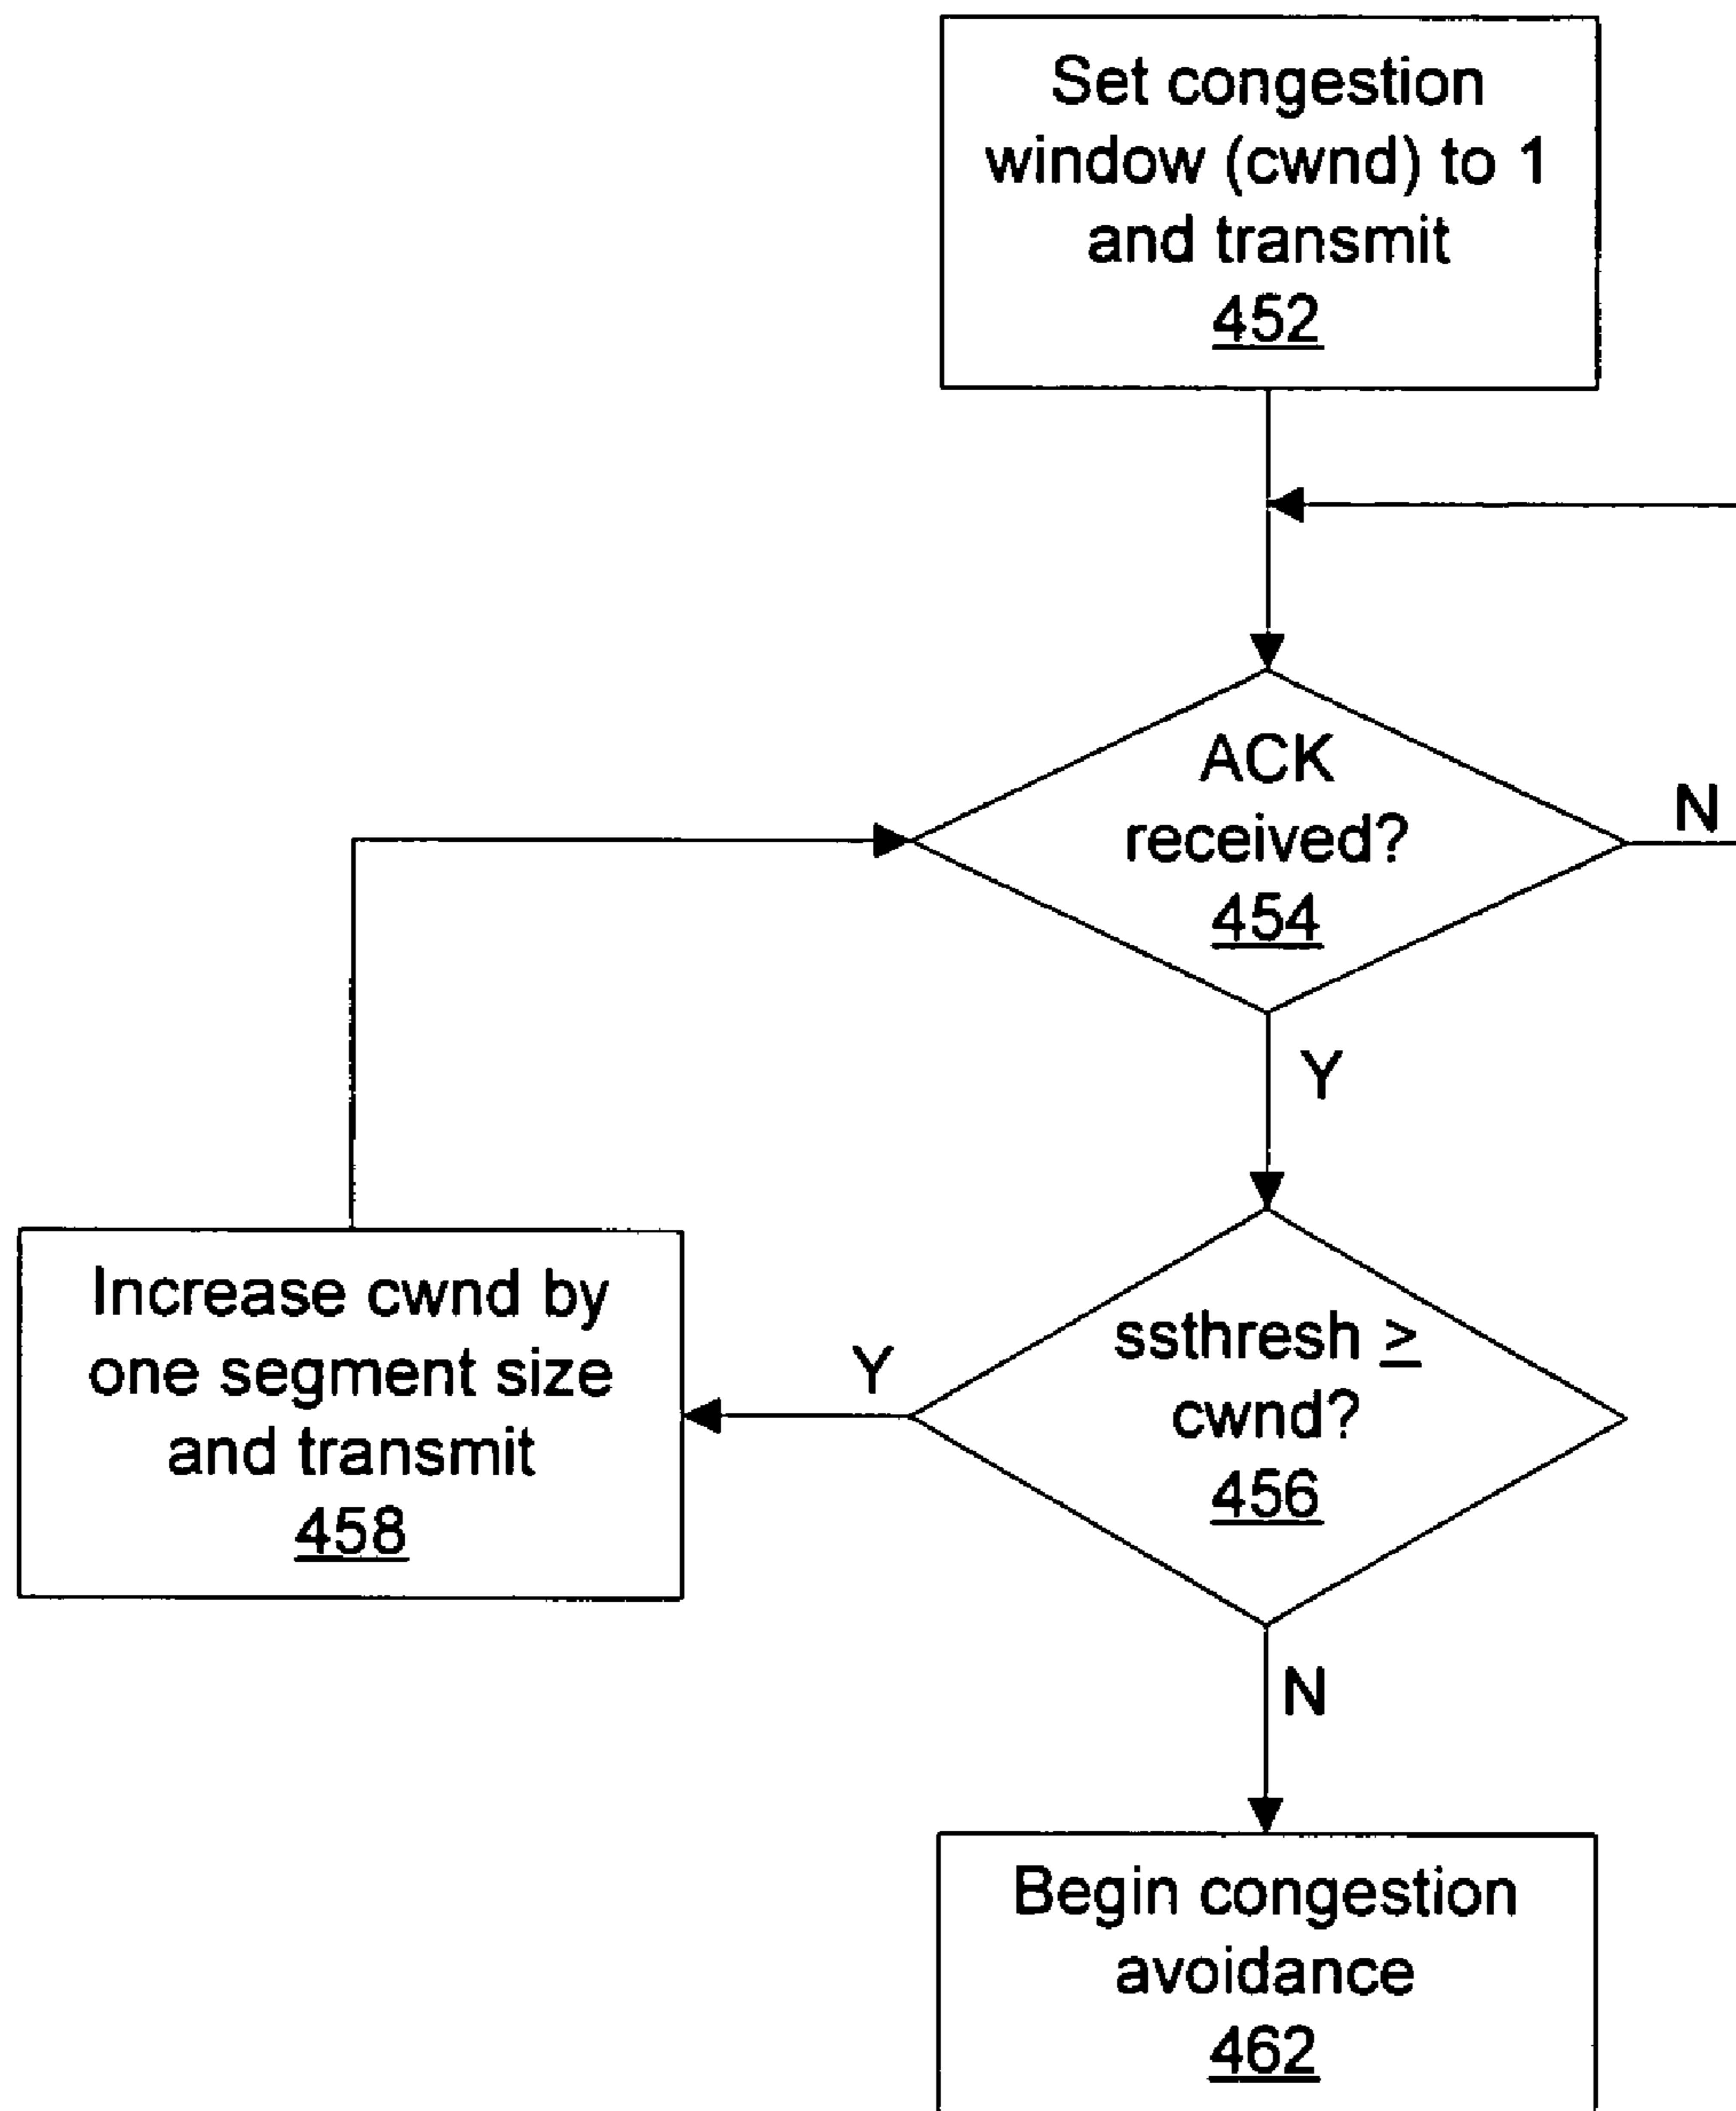 Set congestion
window (cwnd) to 1
and transmit
452
ACK
received?
454
N
Y
Increase cwnd by
one segment size
and transmit
458
Y
ssthresh ≥
cwnd?
456
N
Begin congestion
avoidance
462